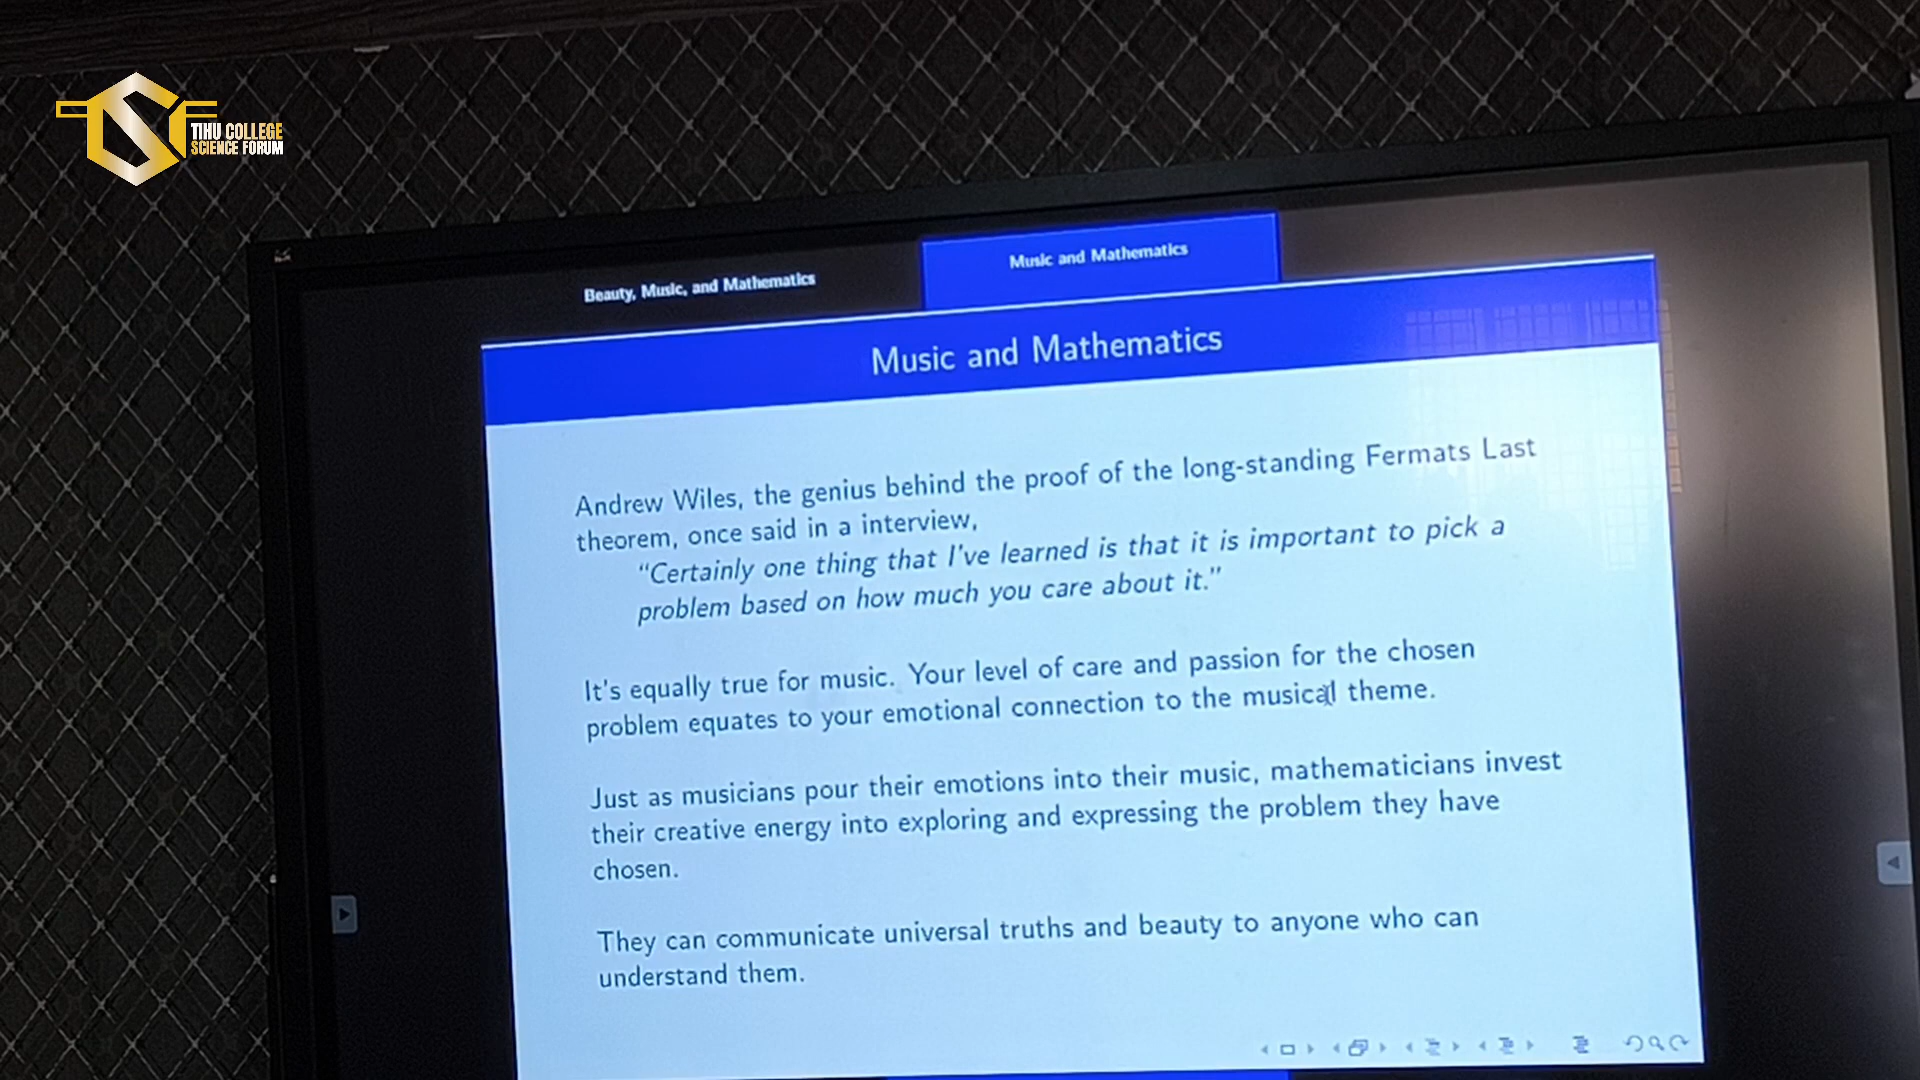 TIHU COLLEGE
SCIENCE FORUM
Beauty, Music, and Mathematics
Music and Mathematics
Music and Mathematics
Andrew Wiles, the genius behind the proof of the long-standing Fermats Last
theorem, once said in a interview,
“Certainly one thing that I've learned is that it is important to pick a
problem based on how much you care about it.”
It's equally true for music. Your level of care and passion for the chosen
problem equates to your emotional connection to the musical theme.
Just as musicians pour their emotions into their music, mathematicians invest
their creative energy into exploring and expressing the problem they have
chosen.
They can communicate universal truths and beauty to anyone who can
understand them.